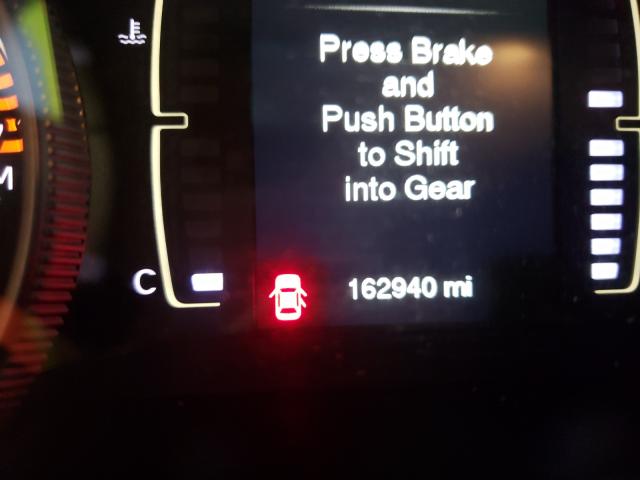 Press Brake
and
Push Button
to Shift
into Gear
C
162940 mi
M